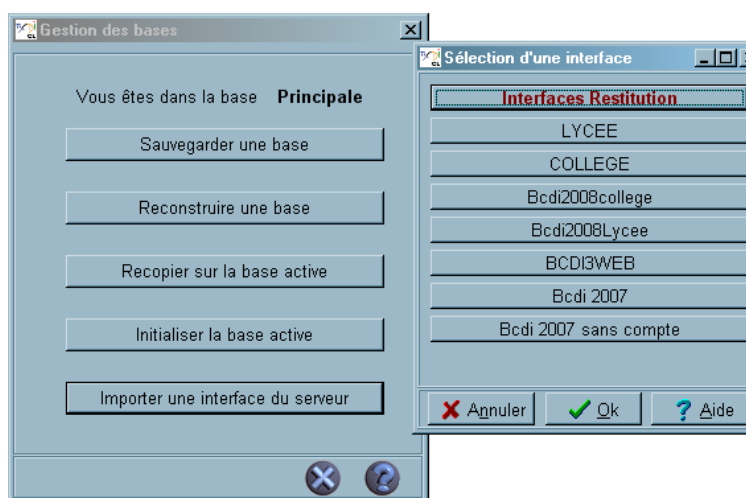 Gestion des bases
Vous êtes dans la base Principale
Sauvegarder une base
Reconstruire une base
Recopier sur la base active
Initialiser la base active
Importer une interface du serveur
Sélection d'une interface
Interfaces Restitution
LYCEE
COLLEGE
Bcdi2008college
Bcdi2008Lycee
BCDI3WEB
Bcdi 2007
Bcdi 2007 sans compte
Annuler
Ok
Aide